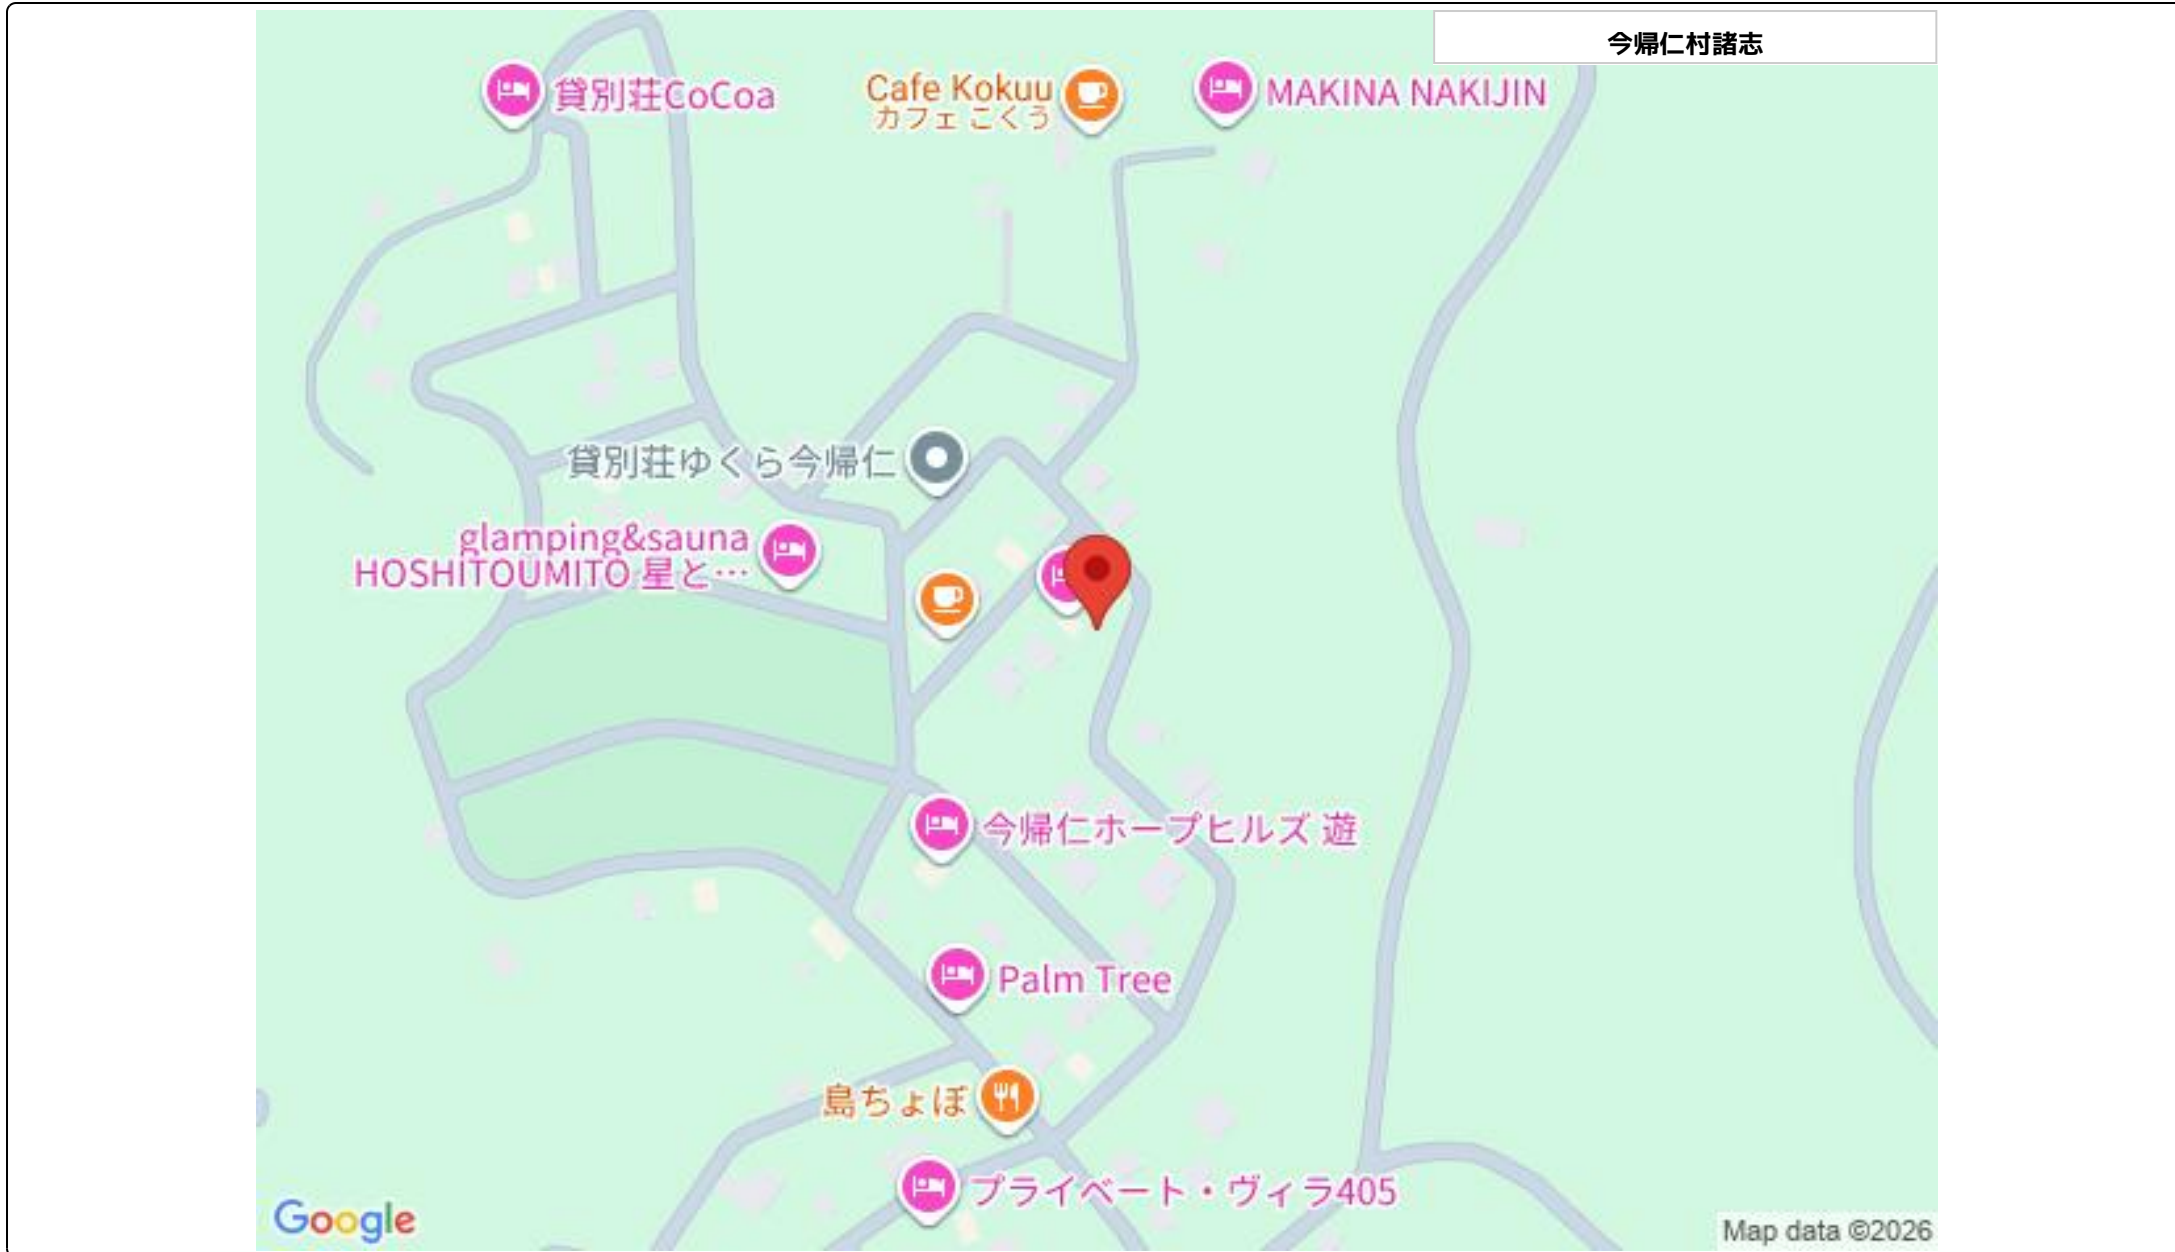 今帰仁村諸志
貸別荘CoCoa
Cafe Kokuu
カフェ こくう
MAKINA NAKIJIN
貸別荘ゆくら今帰仁
glamping&sauna
HOSHITOUMITO 星と…
今帰仁ホープヒルズ 遊
Palm Tree
島ちょぼ
プライベート・ヴィラ405
Google
Map data ©2026